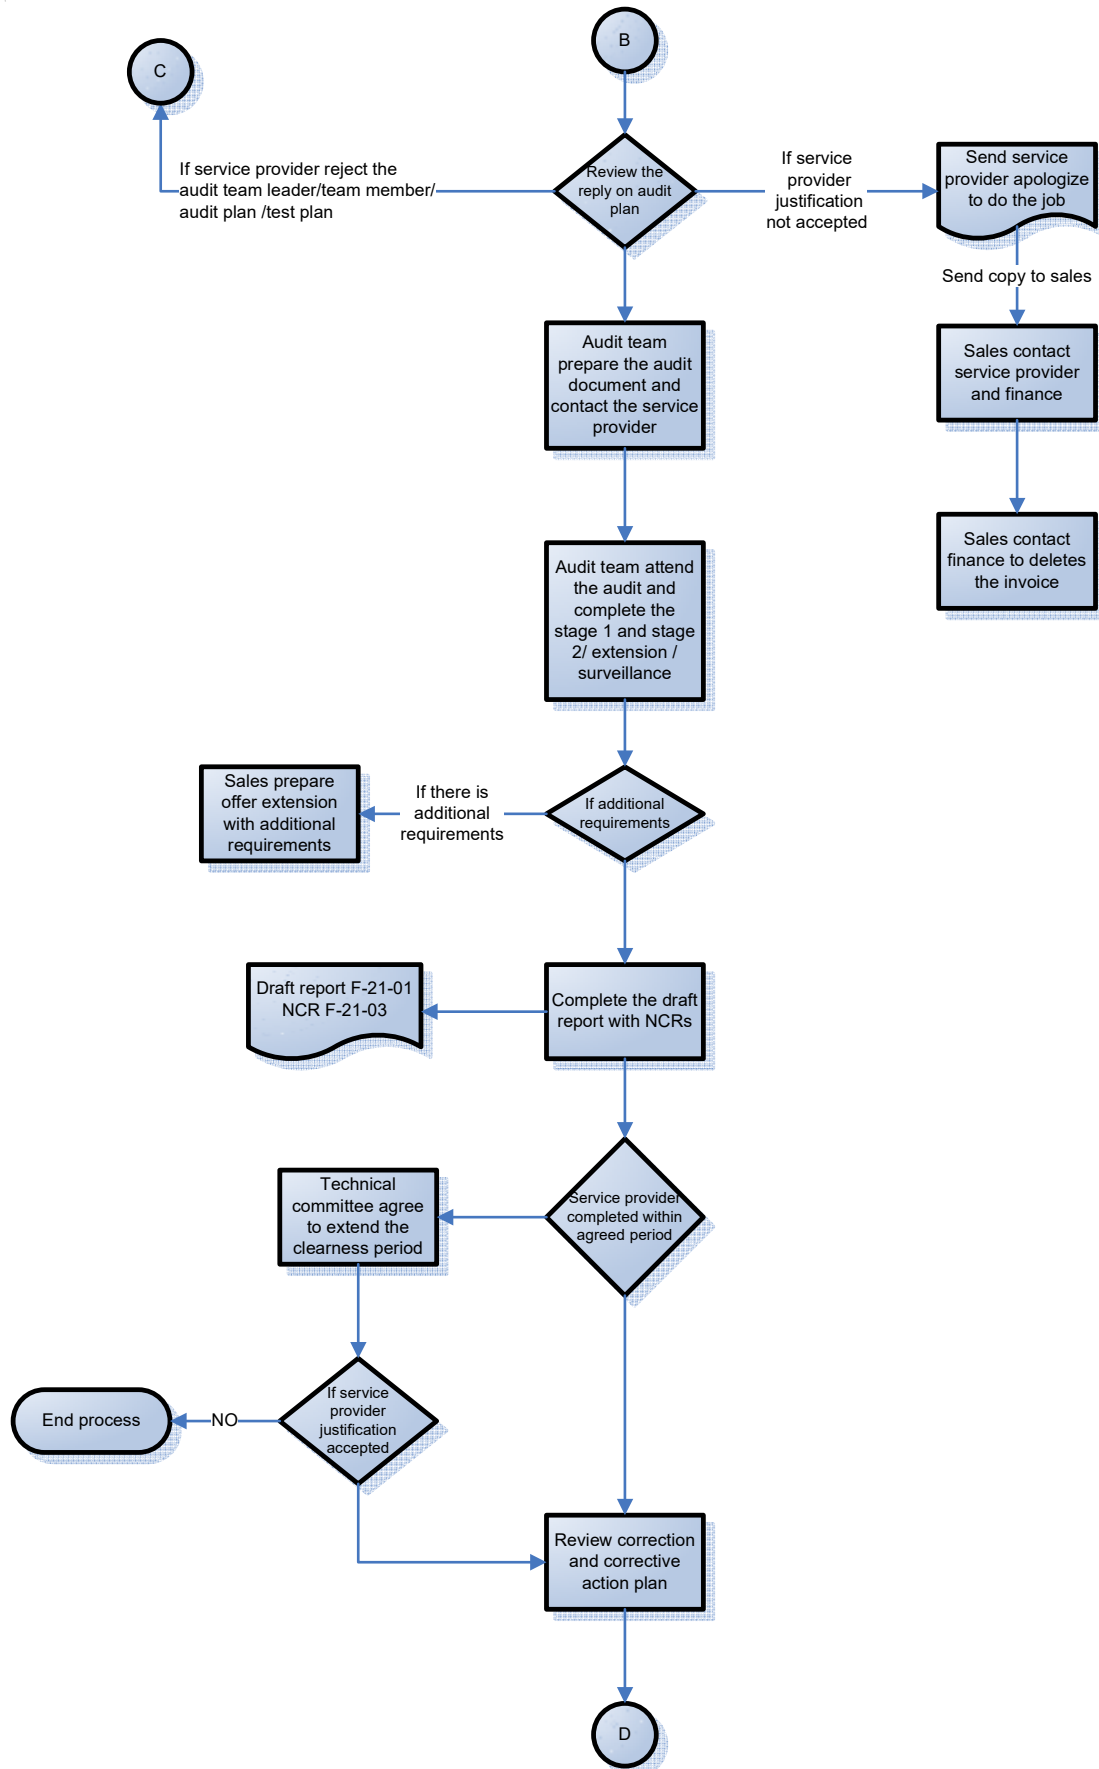 B
C
If service provider reject the
audit team leader/team member/
audit plan /test plan
Review the
reply on audit
plan
If service
provider
justification
not accepted
Send service
provider apologize
to do the job
Send copy to sales
Audit team
prepare the audit
document and
contact the service
provider
Sales contact
service provider
and finance
Sales contact
finance to deletes
the invoice
Audit team attend
the audit and
complete the
stage 1 and stage
2/ extension /
surveillance
Sales prepare
offer extension
with additional
requirements
If there is
additional
requirements
If additional
requirements
Draft report F-21-01
NCR F-21-03
Complete the draft
report with NCRs
Technical
committee agree
to extend the
clearness period
Service provider
completed within
agreed period
End process
NO
If service
provider
justification
accepted
Review correction
and corrective
action plan
D